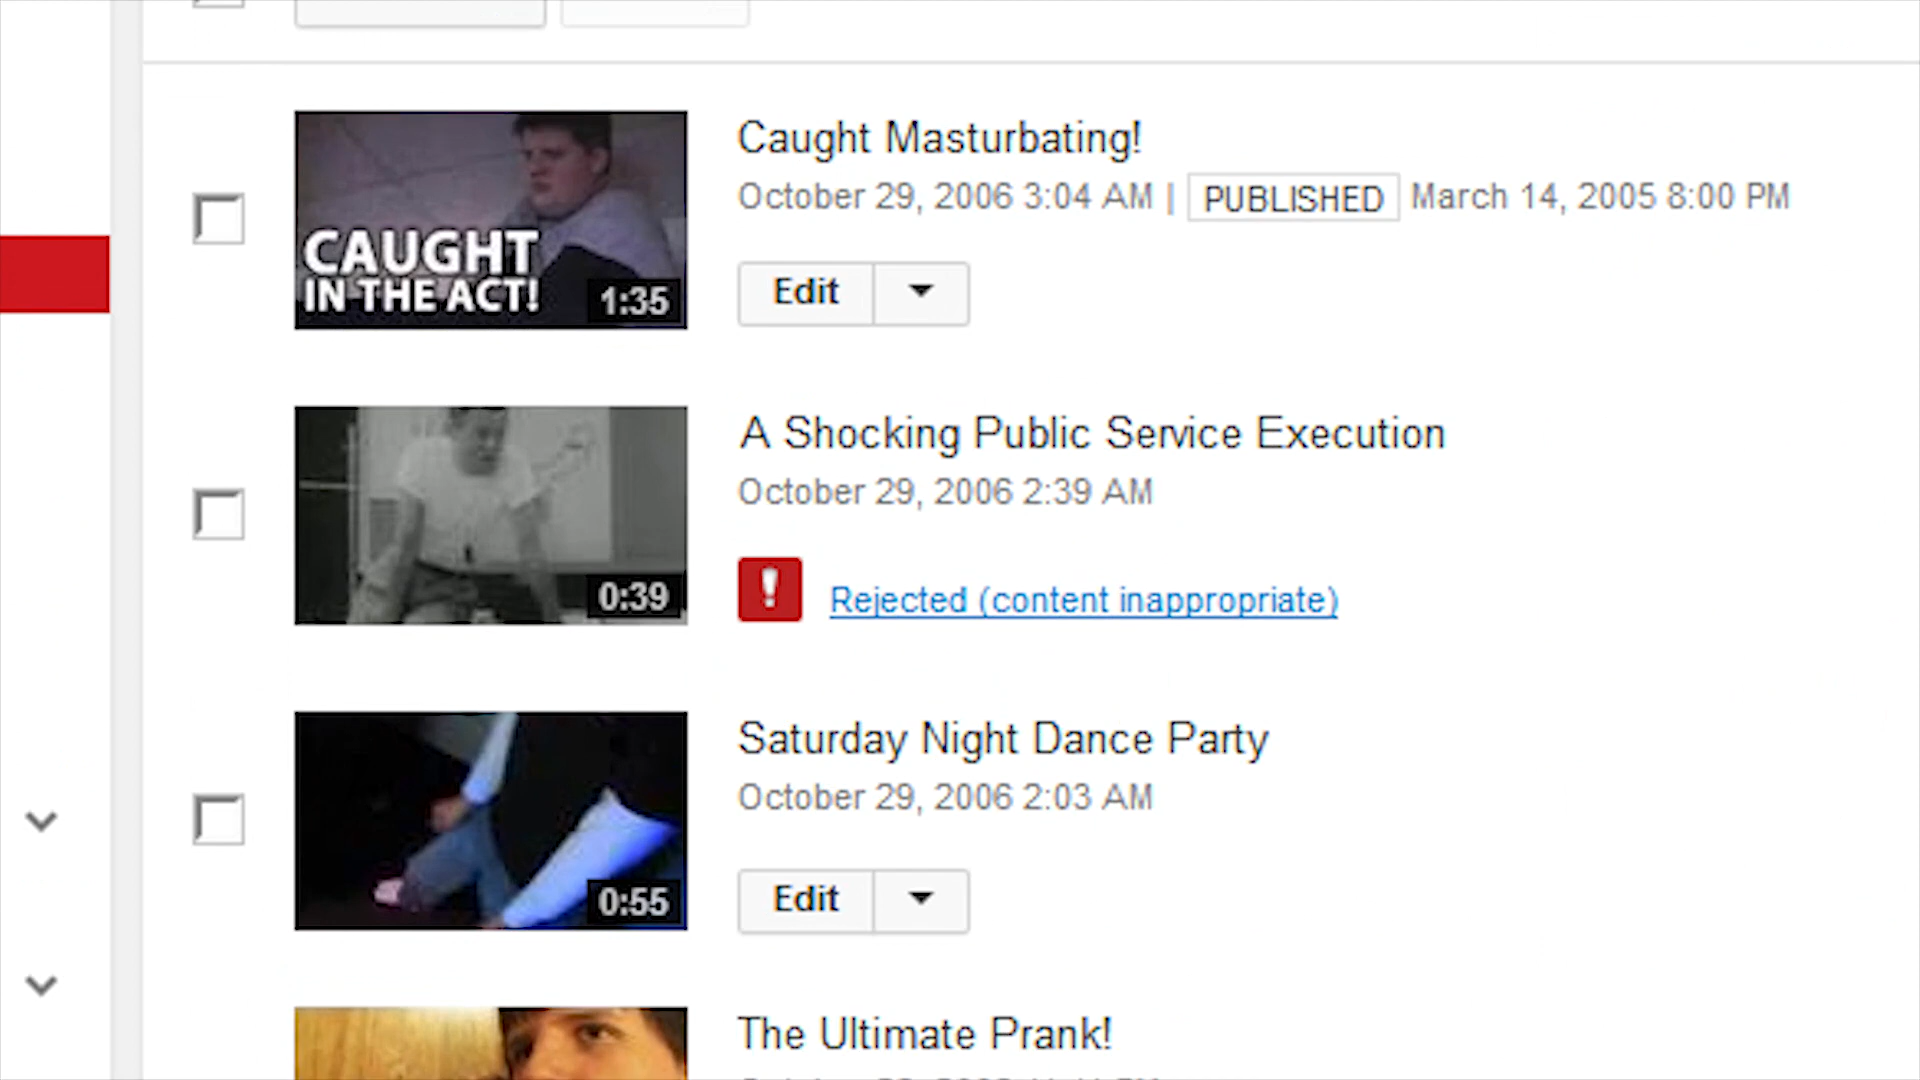 Caught Masturbating!
October 29, 2006 3:04 AM | PUBLISHED March 14, 2005 8:00 PM
CAUGHT
IN THE ACT!
1:35
Edit
A Shocking Public Service Execution
October 29, 2006 2:39 AM
0:39
Rejected (content inappropriate)
Saturday Night Dance Party
October 29, 2006 2:03 AM
0:55
Edit
The Ultimate Prank!